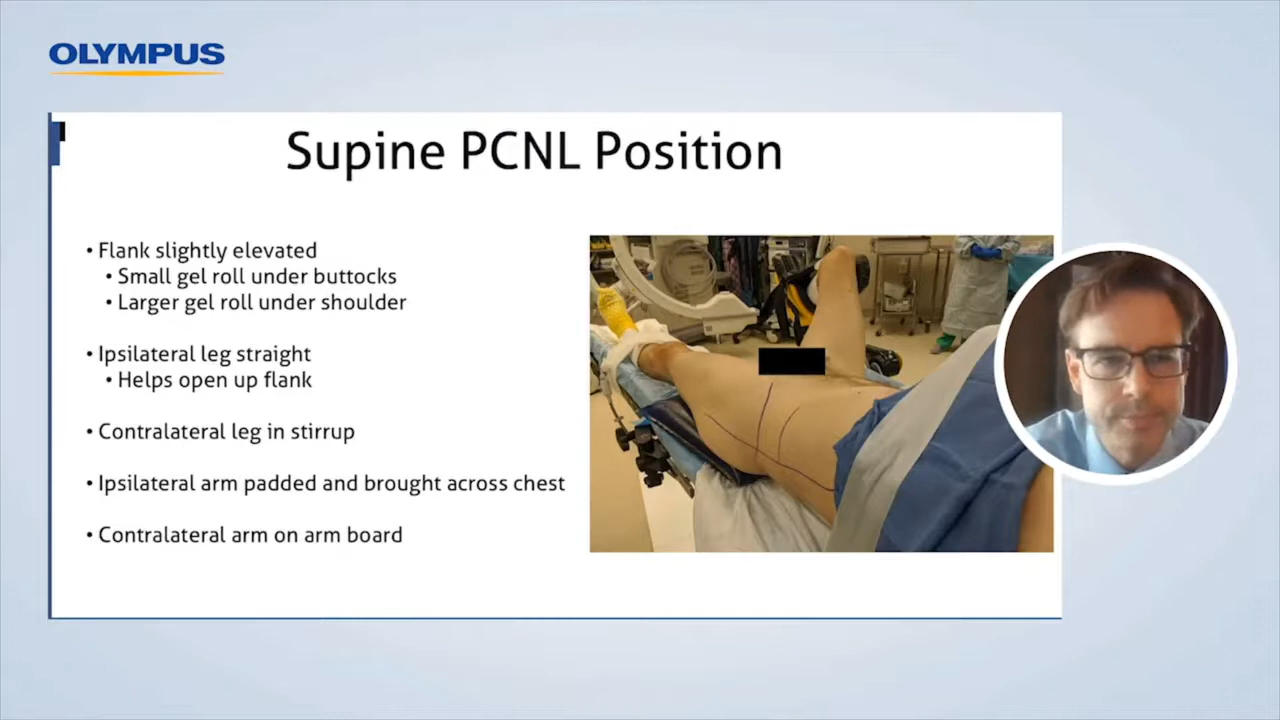 OLYMPUS
Supine PCNL Position
• Flank slightly elevated
• Small gel roll under buttocks
• Larger gel roll under shoulder
• Ipsilateral leg straight
• Helps open up flank
• Contralateral leg in stirrup
• Ipsilateral arm padded and brought across chest
• Contralateral arm on arm board